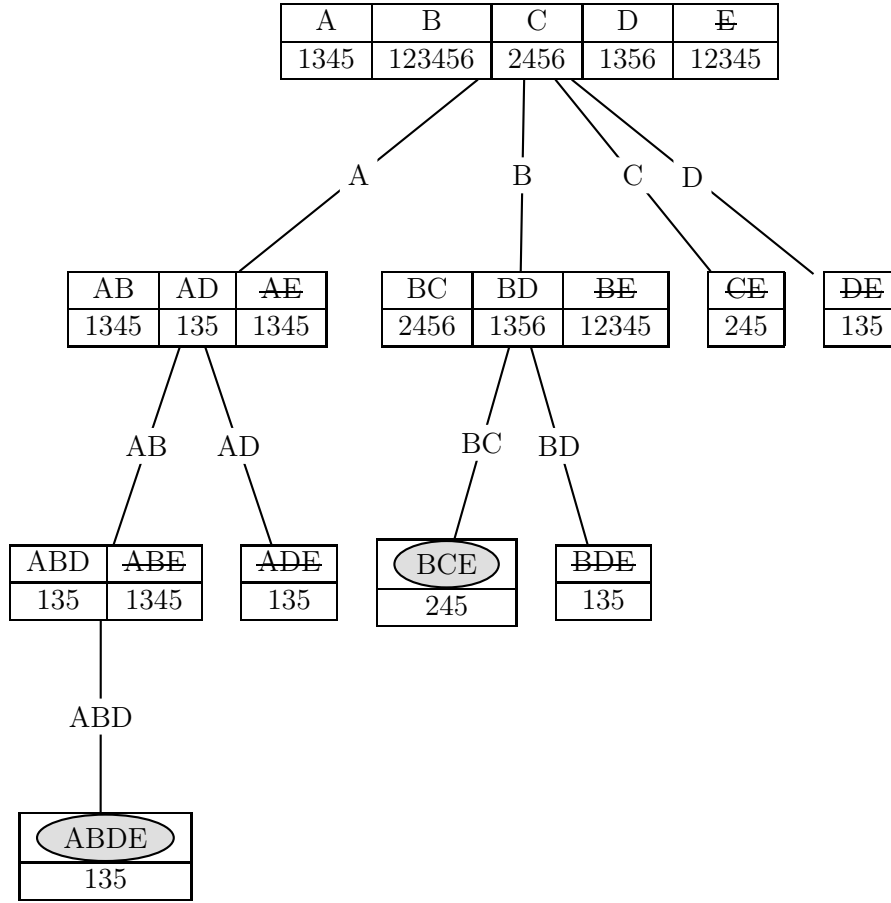 A B C D E
1345 123456 2456 1356 12345
A B C D
AB AD AE BC BD BE CE DE
1345 135 1345 2456 1356 12345 245 135
AB AD BC BD
ABD ABE ADE BCE BDE
135 1345 135 245 135
ABD
ABDE
135